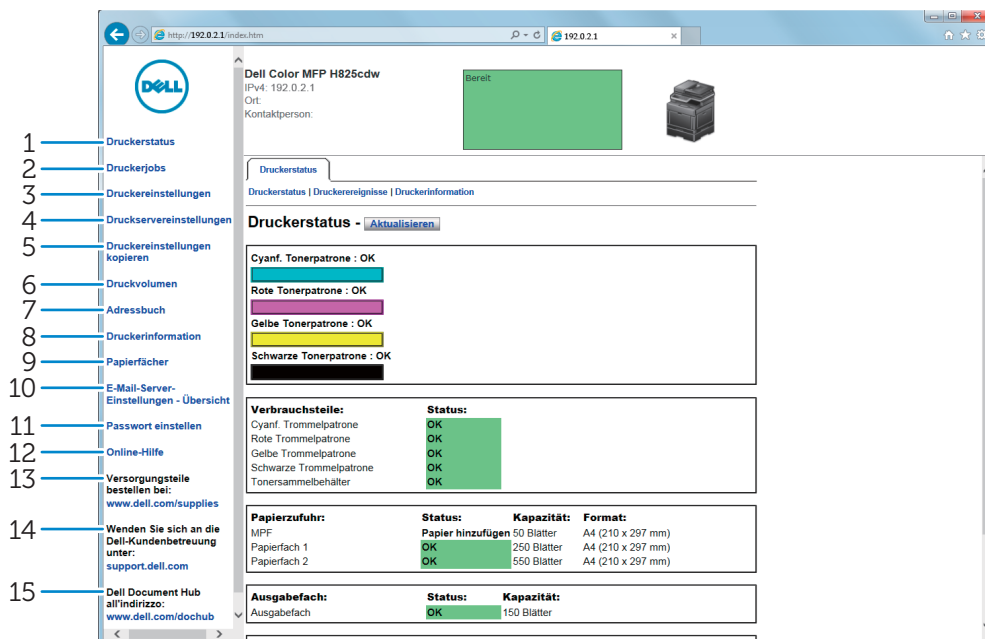 http://192.0.2.1/index.htm
192.0.2.1
DELL
Dell Color MFP H825cdw
IPv4: 192.0.2.1
Ort:
Kontaktperson:
Bereit
1 Druckerstatus
2 Druckerjobs
3 Druckereinstellungen
4 Druckservereinstellungen
5 Druckereinstellungen
kopieren
6 Druckvolumen
7 Adressbuch
8 Druckerinformation
9 Papierfächer
10 E-Mail-Server-
Einstellungen - Übersicht
11 Passwort einstellen
12 Online-Hilfe
13 Versorgungsteile
bestellen bei:
www.dell.com/supplies
14 Wenden Sie sich an die
Dell-Kundenbetreuung
unter:
support.dell.com
15 Dell Document Hub
all'indirizzo:
www.dell.com/dochub
Druckerstatus
Druckerstatus | Druckerereignisse | Druckerinformation
Druckerstatus - Aktualisieren
Cyanf. Tonerpatrone : OK
Rote Tonerpatrone : OK
Gelbe Tonerpatrone : OK
Schwarze Tonerpatrone : OK
Verbrauchsteile: Status:
Cyanf. Trommelpatrone OK
Rote Trommelpatrone OK
Gelbe Trommelpatrone OK
Schwarze Trommelpatrone OK
Tonersammelbehälter OK
Papierzufuhr: Status: Kapazität: Format:
MPF Papier hinzufügen 50 Blätter A4 (210 x 297 mm)
Papierfach 1 OK 250 Blätter A4 (210 x 297 mm)
Papierfach 2 OK 550 Blätter A4 (210 x 297 mm)
Ausgabefach: Status: Kapazität:
Ausgabefach OK 150 Blätter